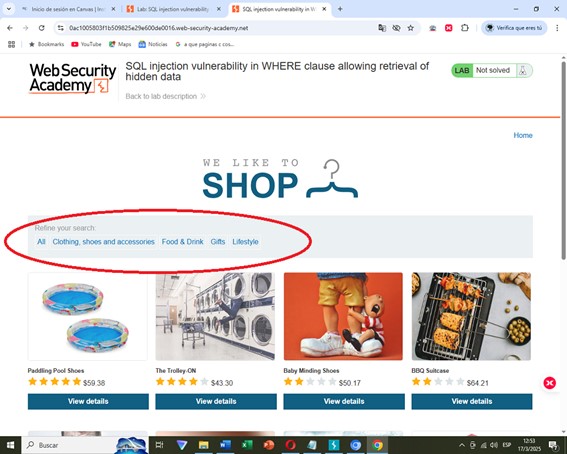 Inicio de sesión en Canvas | Ins
Lab: SQL injection vulnerability
SQL injection vulnerability in W
0ac1005803f1b509825e29e600de0016.web-security-academy.net
Verifica que eres tú
Bookmarks YouTube Maps Gmail Noticias a que paginas c cos...
Web Security Academy
SQL injection vulnerability in WHERE clause allowing retrieval of
hidden data
LAB Not solved
Back to lab description
Home
WE LIKE TO
SHOP
Refine your search:
All Clothing, shoes and accessories Food & Drink Gifts Lifestyle
Paddling Pool Shoes
$59.38
View details
The Trolley-ON
$43.30
View details
Baby Minding Shoes
$50.17
View details
BBQ Suitcase
$64.21
View details
Buscar
ESP
12:53
17/3/2025